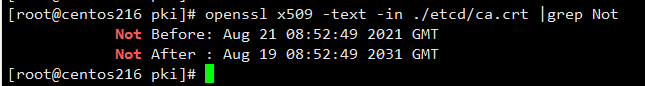 [root@centos216 pki]# openssl x509 -text -in ./etcd/ca.crt |grep Not
Not Before: Aug 21 08:52:49 2021 GMT
Not After : Aug 19 08:52:49 2031 GMT
[root@centos216 pki]#